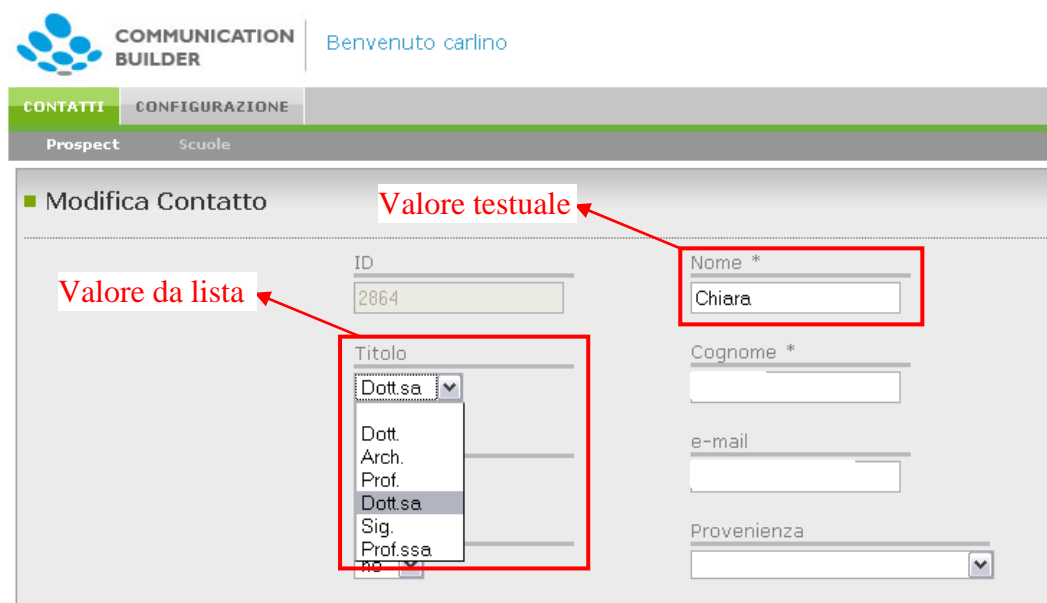 COMMUNICATION
BUILDER
Benvenuto carlino
CONTATTI CONFIGURAZIONE
Prospect Scuole
Modifica Contatto
Valore testuale
Valore da lista
ID
2864
Nome *
Chiara
Titolo
Dott.sa
Dott.
Arch.
Prof.
Dott.sa
Sig.
Prof.ssa
no
Cognome *
e-mail
Provenienza